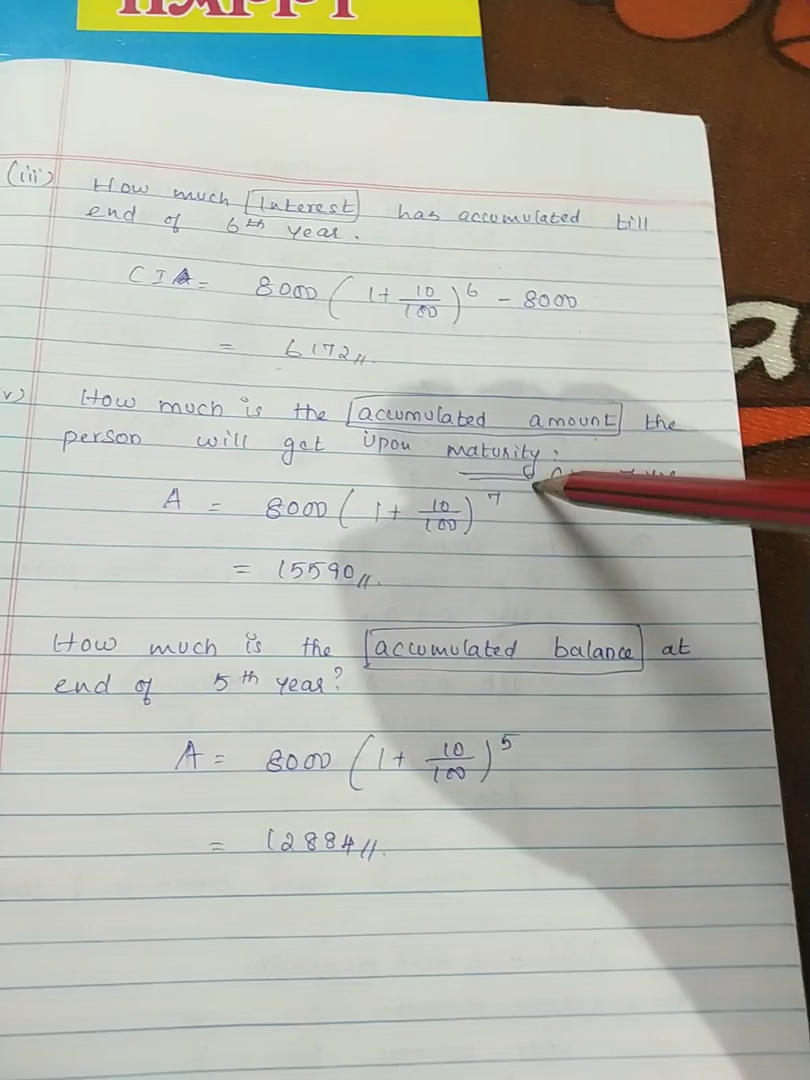 HAPPY
(iii) How much Interest has accumulated till
end of 6th year.
CI = 8000 ( 1 + 10/100 )^6 - 8000
= 6172//.
v) How much is the accumulated amount the
person will get upon maturity:
A = 8000 ( 1 + 10/100 )^7
= 15590//.
How much is the accumulated balance at
end of 5th year?
A = 8000 ( 1 + 10/100 )^5
= 12884//.
a